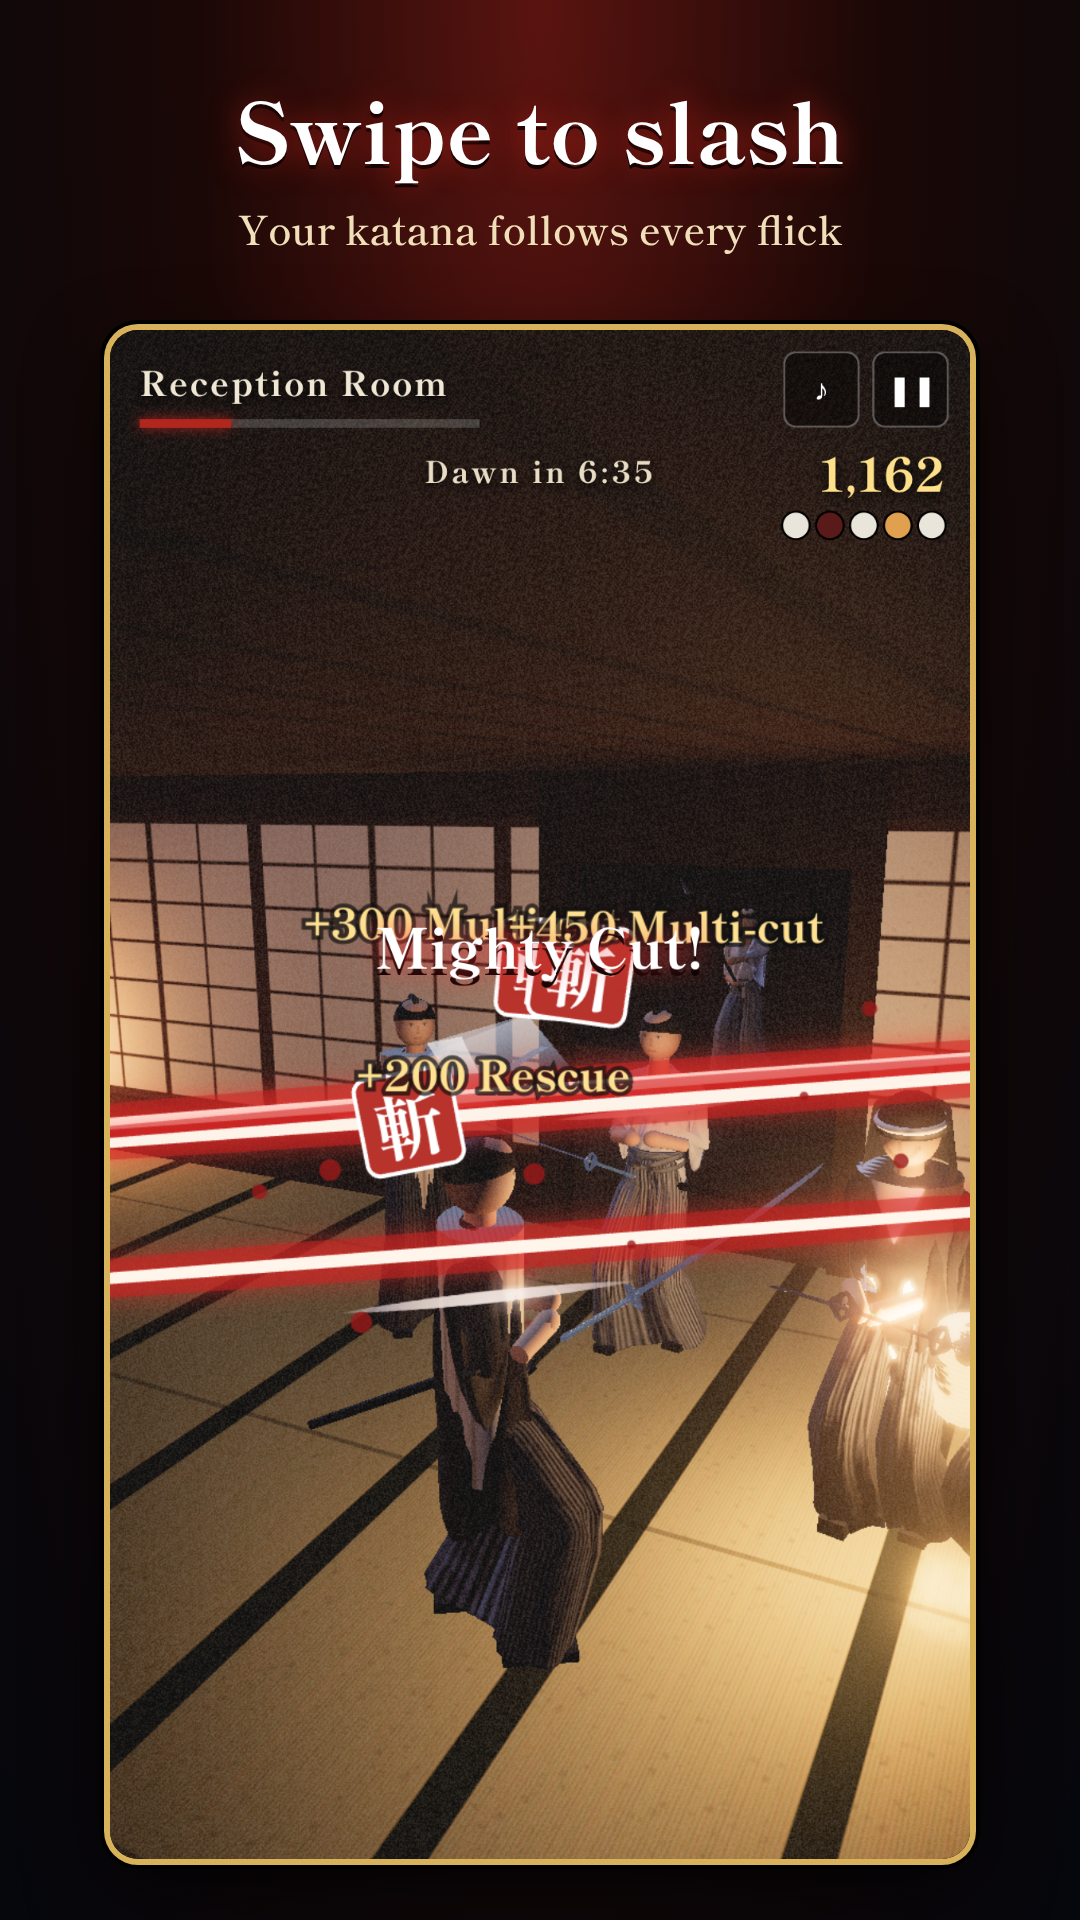 Swipe to slash
Your katana follows every flick
Reception Room
Dawn in 6:35
1,162
+300 Multi
+450 Multi-cut
Mighty Cut!
斬
+200 Rescue
斬